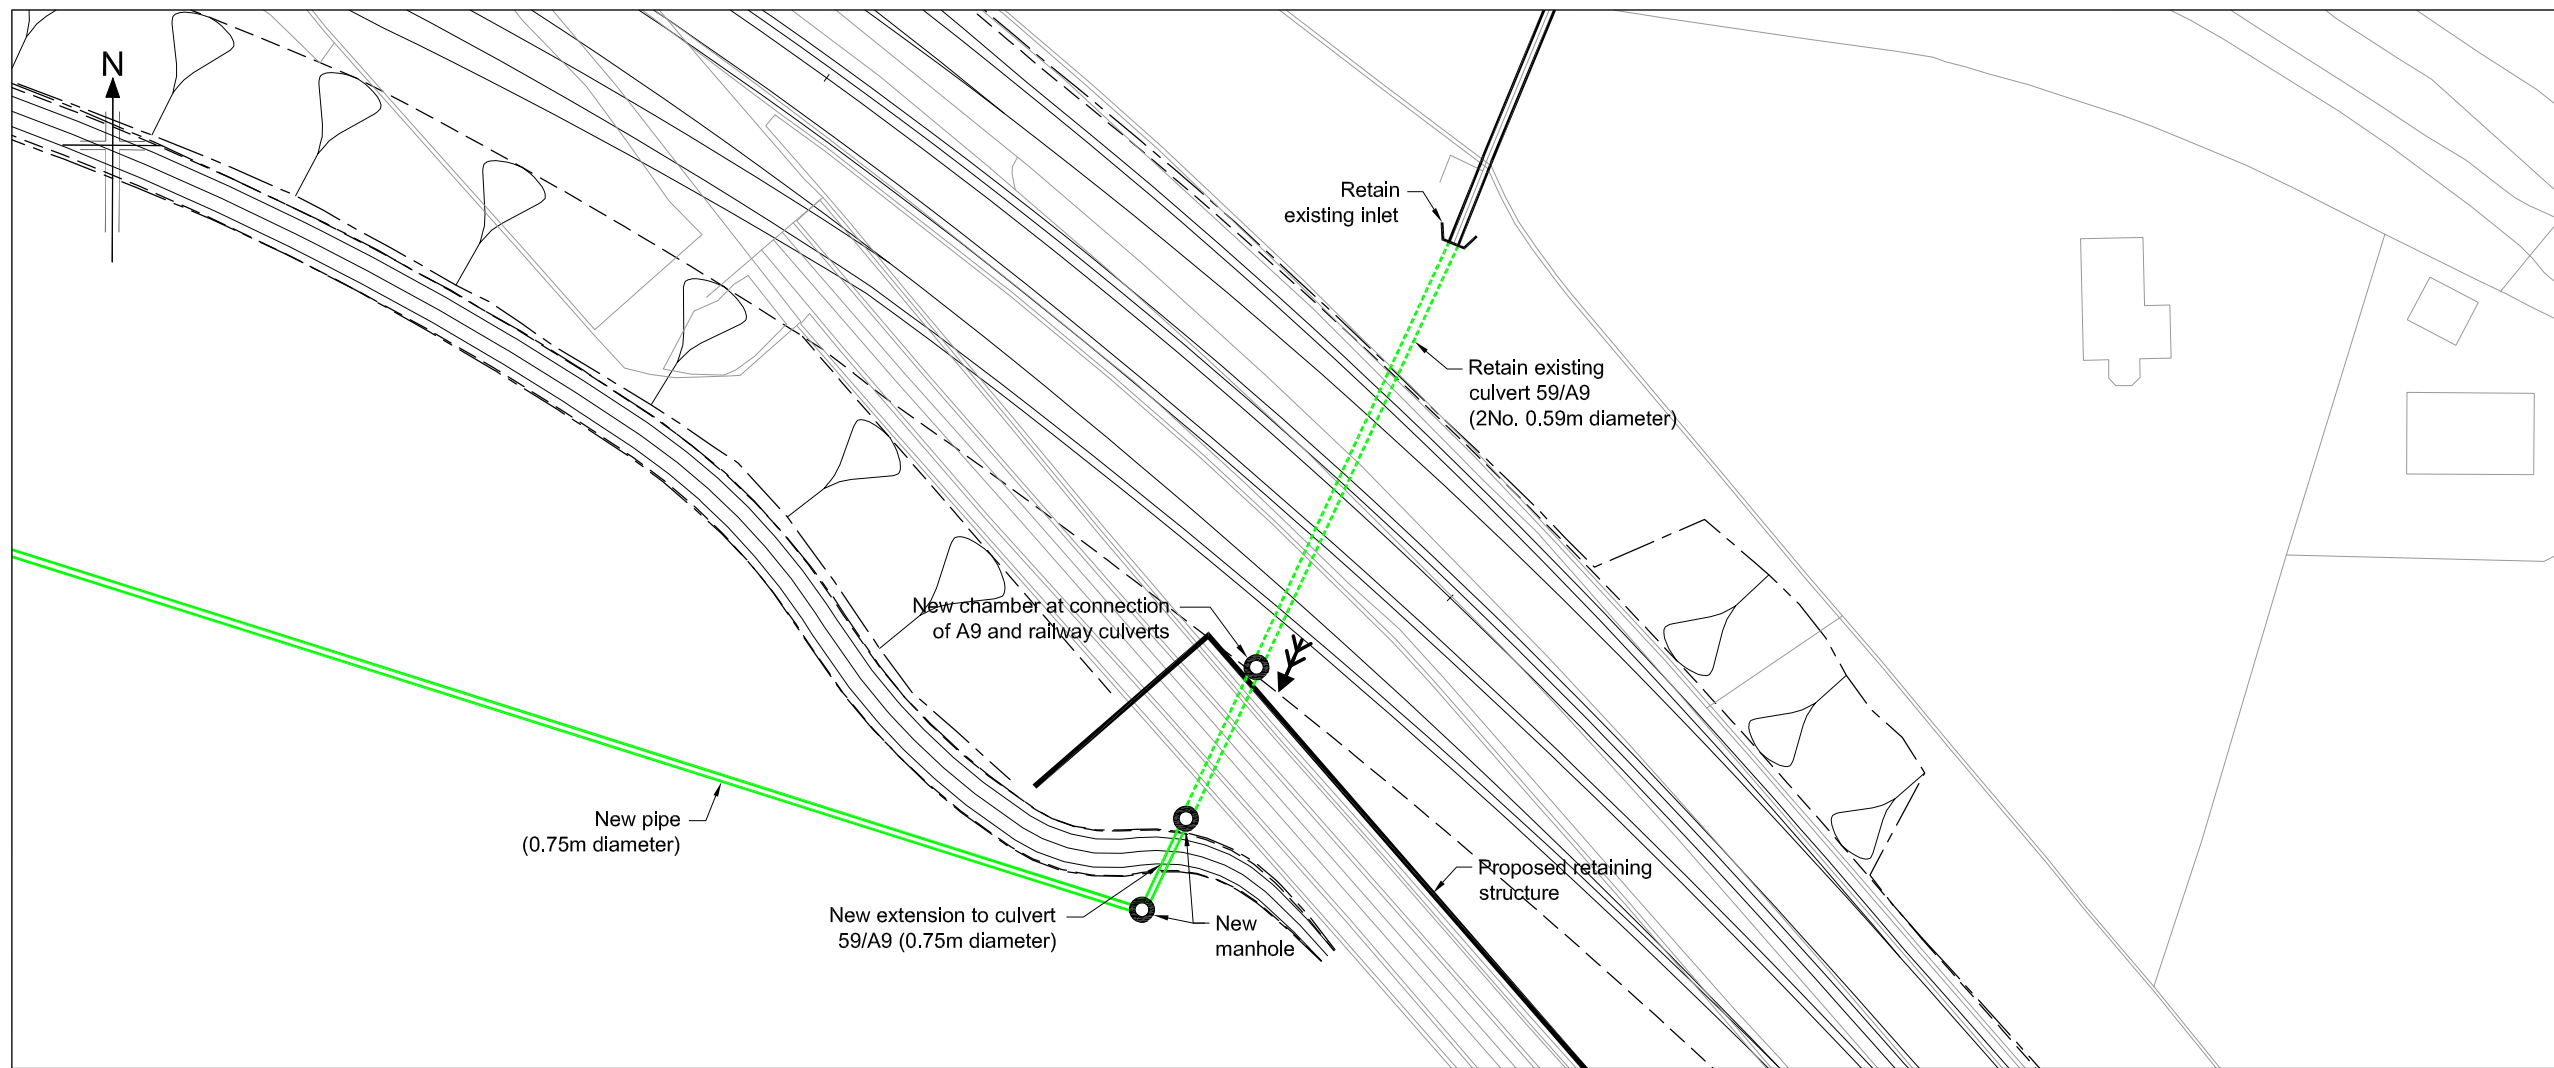 N
Retain
existing inlet
Retain existing
culvert 59/A9
(2No. 0.59m diameter)
New chamber at connection
of A9 and railway culverts
New pipe
(0.75m diameter)
Proposed retaining
structure
New extension to culvert
59/A9 (0.75m diameter)
New
manhole